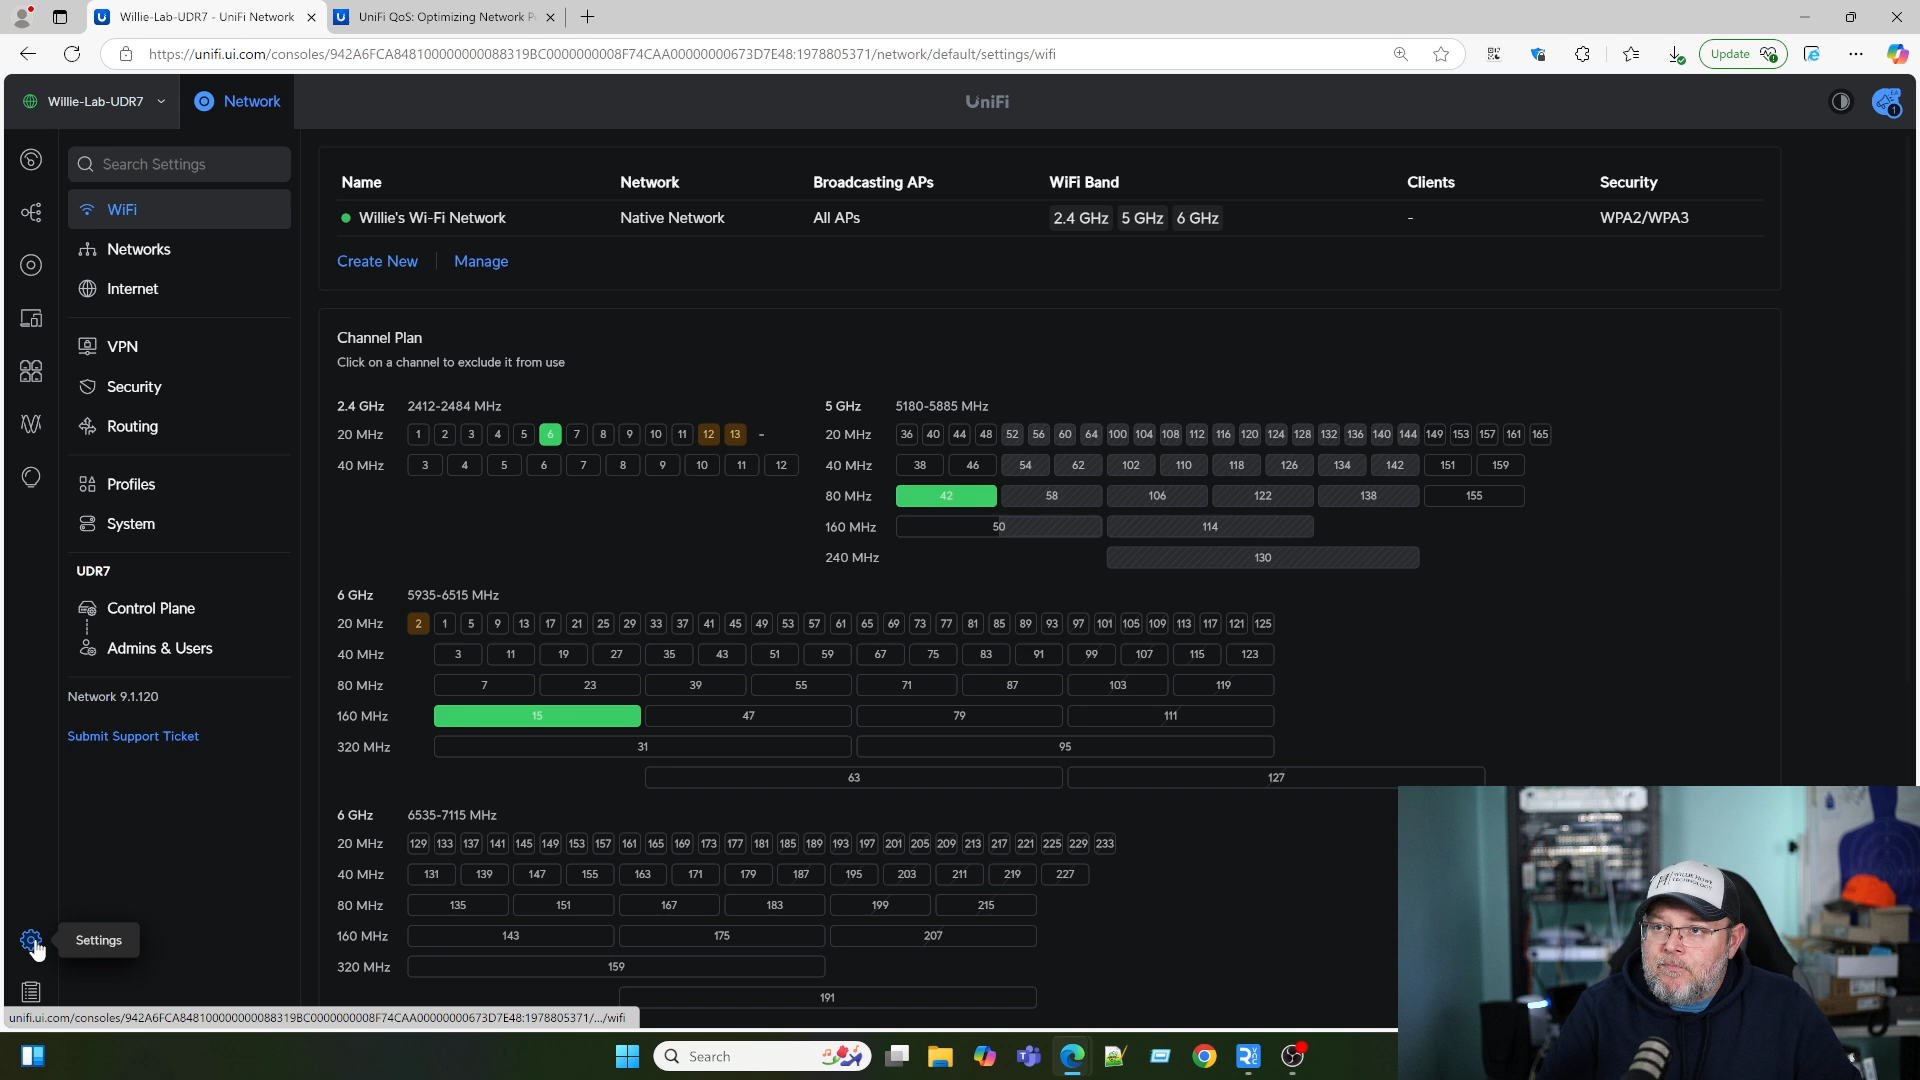 Willie-Lab-UDR7 - UniFi Network
UniFi QoS: Optimizing Network P
https://unifi.ui.com/consoles/942A6FCA848100000000088319BC0000000008F74CAA00000000673D7E48:1978805371/network/default/settings/wifi
Update
Willie-Lab-UDR7
Network
UniFi
EA
1
Search Settings
WiFi
Networks
Internet
VPN
Security
Routing
Profiles
System
UDR7
Control Plane
Admins & Users
Network 9.1.120
Submit Support Ticket
Settings
Name Network Broadcasting APs WiFi Band Clients Security
Willie's Wi-Fi Network Native Network All APs 2.4 GHz 5 GHz 6 GHz - WPA2/WPA3
Create New Manage
Channel Plan
Click on a channel to exclude it from use
2.4 GHz 2412-2484 MHz
20 MHz 1 2 3 4 5 6 7 8 9 10 11 12 13 -
40 MHz 3 4 5 6 7 8 9 10 11 12
5 GHz 5180-5885 MHz
20 MHz 36 40 44 48 52 56 60 64 100 104 108 112 116 120 124 128 132 136 140 144 149 153 157 161 165
40 MHz 38 46 54 62 102 110 118 126 134 142 151 159
80 MHz 42 58 106 122 138 155
160 MHz 50 114
240 MHz 130
6 GHz 5935-6515 MHz
20 MHz 2 1 5 9 13 17 21 25 29 33 37 41 45 49 53 57 61 65 69 73 77 81 85 89 93 97 101 105 109 113 117 121 125
40 MHz 3 11 19 27 35 43 51 59 67 75 83 91 99 107 115 123
80 MHz 7 23 39 55 71 87 103 119
160 MHz 15 47 79 111
320 MHz 31 95
63 127
6 GHz 6535-7115 MHz
20 MHz 129 133 137 141 145 149 153 157 161 165 169 173 177 181 185 189 193 197 201 205 209 213 217 221 225 229 233
40 MHz 131 139 147 155 163 171 179 187 195 203 211 219 227
80 MHz 135 151 167 183 199 215
160 MHz 143 175 207
320 MHz 159
191
unifi.ui.com/consoles/942A6FCA848100000000088319BC0000000008F74CAA00000000673D7E48:1978805371/.../wifi
WILLIE HOWE
TECHNOLOGY
Search